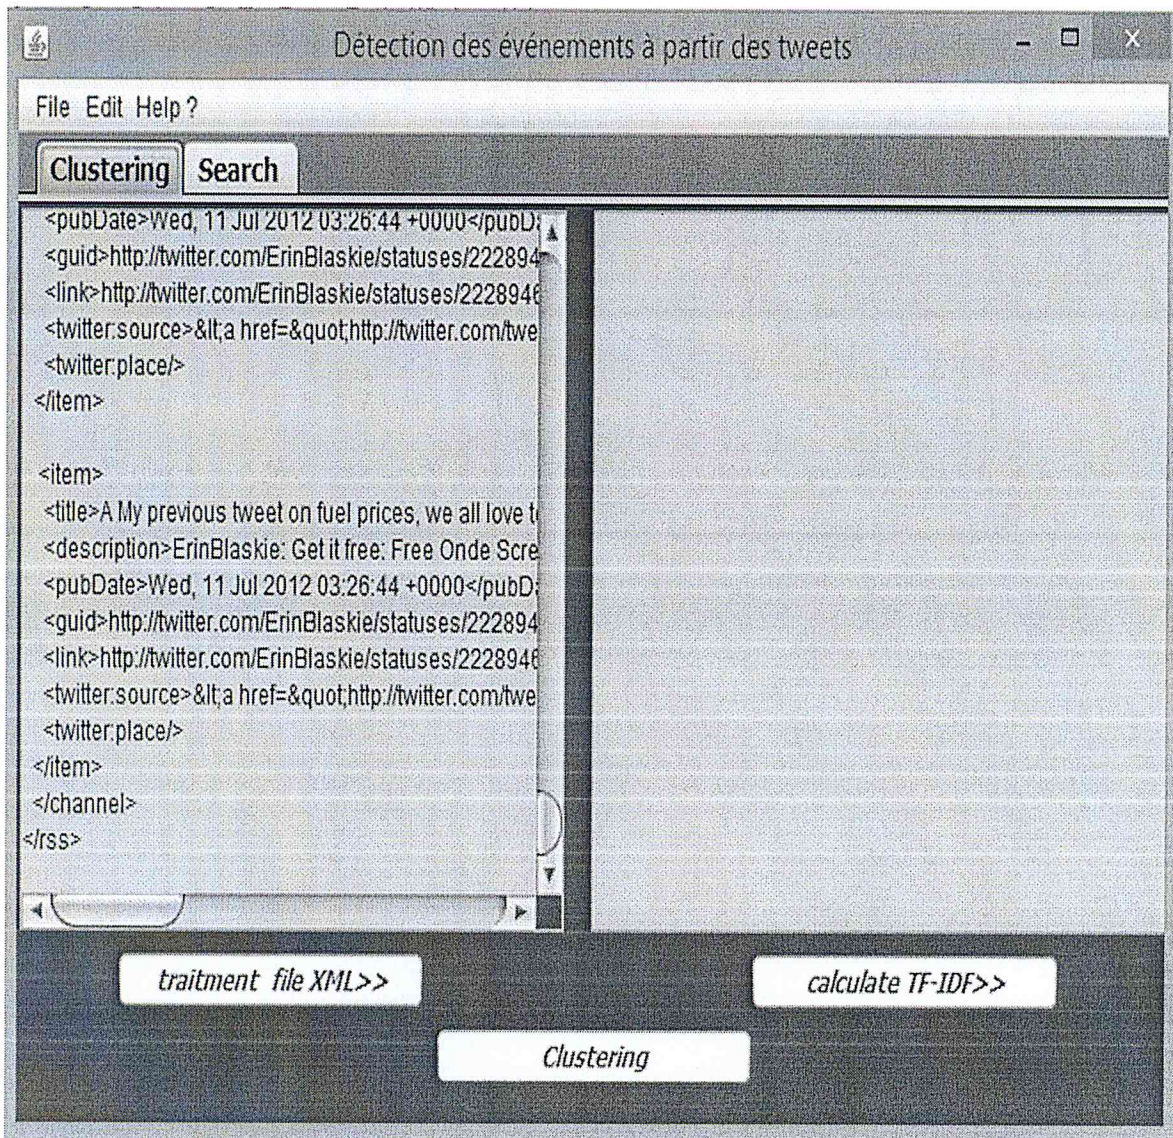 Détection des événements à partir des tweets
File Edit Help ?
Clustering Search
<pubDate>Wed, 11 Jul 2012 03:26:44 +0000</pubDa
<guid>http://twitter.com/ErinBlaskie/statuses/222894
<link>http://twitter.com/ErinBlaskie/statuses/2228946
<twitter:source>&lt;a href=&quot;http://twitter.com/twe
<twitter:place/>
</item>
<item>
<title>A My previous tweet on fuel prices, we all love t
<description>ErinBlaskie: Get it free: Free Onde Scre
<pubDate>Wed, 11 Jul 2012 03:26:44 +0000</pubDa
<guid>http://twitter.com/ErinBlaskie/statuses/222894
<link>http://twitter.com/ErinBlaskie/statuses/2228946
<twitter:source>&lt;a href=&quot;http://twitter.com/twe
<twitter:place/>
</item>
</channel>
</rss>
traitment file XML>>
calculate TF-IDF>>
Clustering